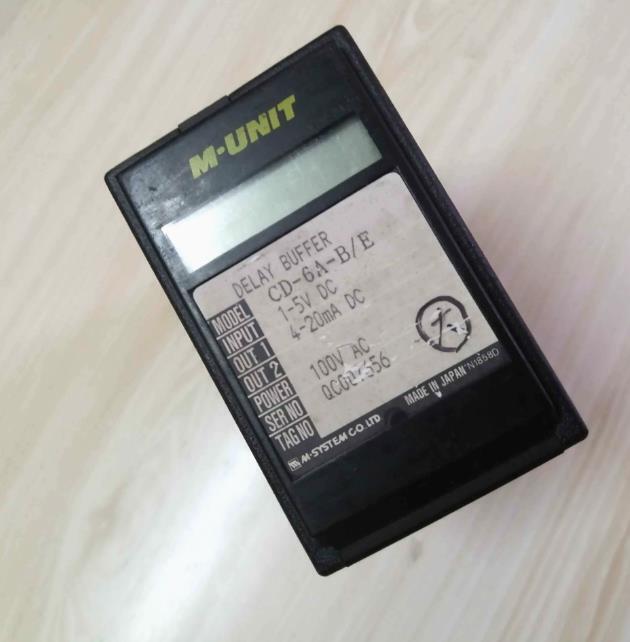 M·UNIT
DELAY BUFFER
MODEL CD-6A-B/E
INPUT 1-5V DC
OUT 1 4-20mA DC
OUT 2
POWER 100V AC
SER NO
TAG NO
M-SYSTEM CO.,LTD. MADE IN JAPAN N1858D